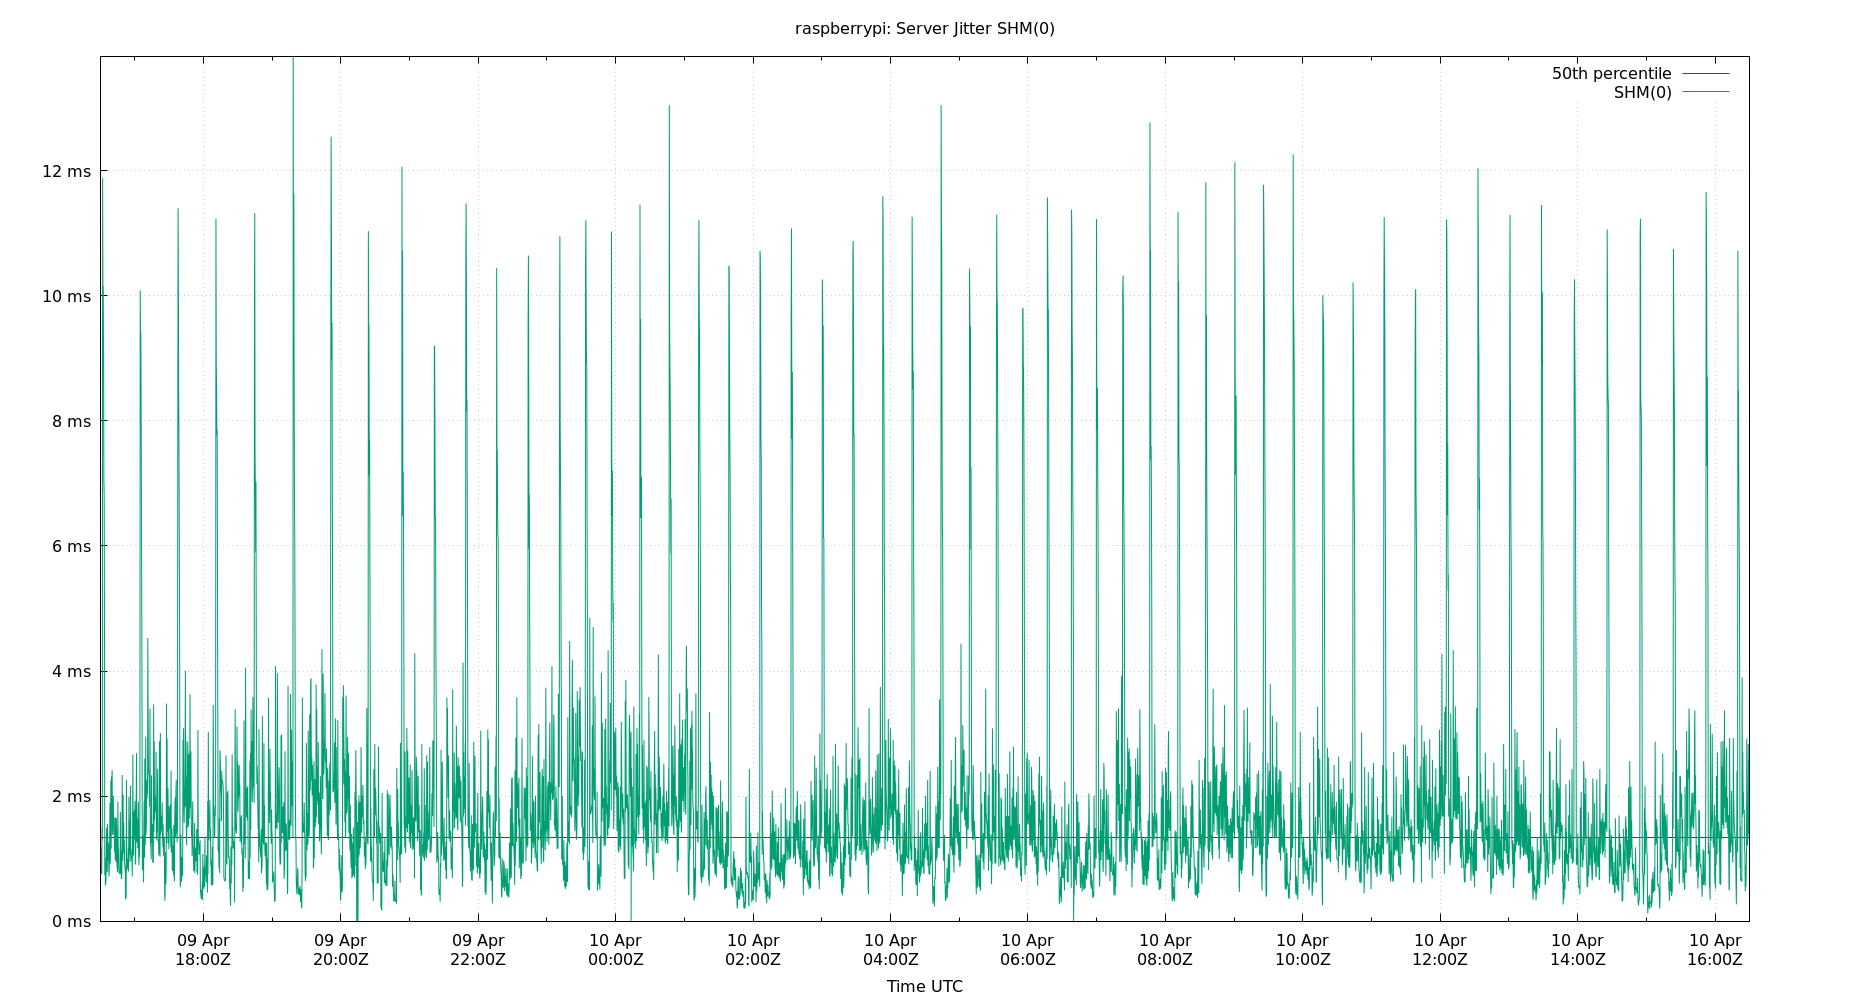 raspberrypi: Server Jitter SHM(0)
50th percentile
SHM(0)
12 ms
10 ms
8 ms
6 ms
4 ms
2 ms
0 ms
09 Apr 09 Apr 09 Apr 10 Apr 10 Apr 10 Apr 10 Apr 10 Apr 10 Apr 10 Apr 10 Apr 10 Apr
18:00Z 20:00Z 22:00Z 00:00Z 02:00Z 04:00Z 06:00Z 08:00Z 10:00Z 12:00Z 14:00Z 16:00Z
Time UTC